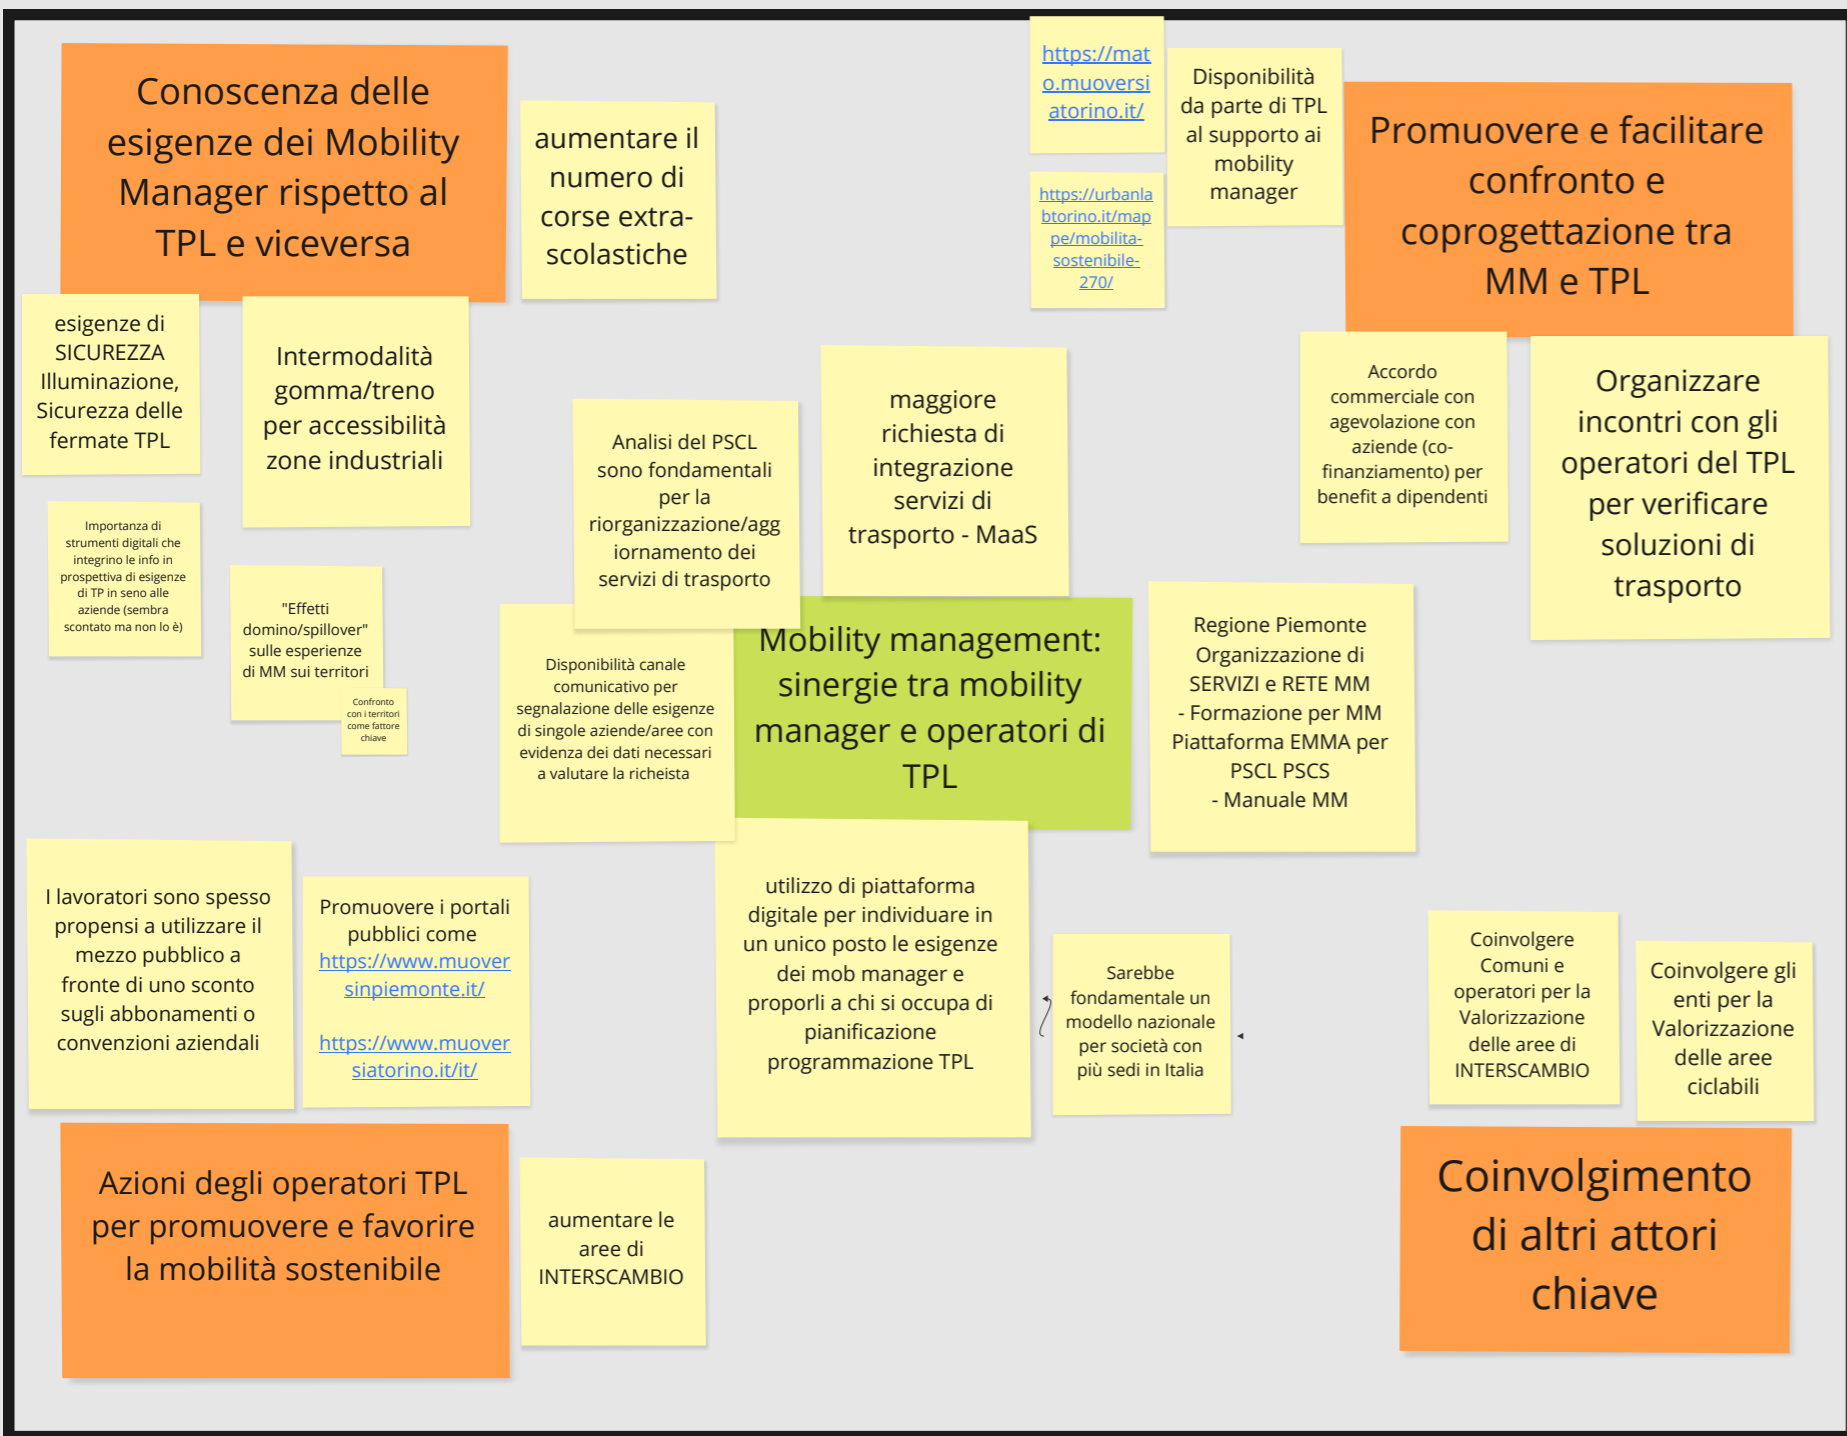 Conoscenza delle
esigenze dei Mobility
Manager rispetto al
TPL e viceversa
aumentare il
numero di
corse extra-
scolastiche
https://mat
o.muoversi
atorino.it/
https://urbanla
btorino.it/map
pe/mobilita-
sostenibile-
270/
Disponibilità
da parte di TPL
al supporto ai
mobility
manager
Promuovere e facilitare
confronto e
coprogettazione tra
MM e TPL
esigenze di
SICUREZZA
Illuminazione,
Sicurezza delle
fermate TPL
Intermodalità
gomma/treno
per accessibilità
zone industriali
Importanza di
strumenti digitali che
integrino le info in
prospettiva di esigenze
di TP in seno alle
aziende (sembra
scontato ma non lo è)
"Effetti
domino/spillover"
sulle esperienze
di MM sui territori
Confronto
con i territori
come fattore
chiave
Analisi del PSCL
sono fondamentali
per la
riorganizzazione/agg
iornamento dei
servizi di trasporto
maggiore
richiesta di
integrazione
servizi di
trasporto - MaaS
Accordo
commerciale con
agevolazione con
aziende (co-
finanziamento) per
benefit a dipendenti
Organizzare
incontri con gli
operatori del TPL
per verificare
soluzioni di
trasporto
Disponibilità canale
comunicativo per
segnalazione delle esigenze
di singole aziende/aree con
evidenza dei dati necessari
a valutare la richeista
Mobility management:
sinergie tra mobility
manager e operatori di
TPL
Regione Piemonte
Organizzazione di
SERVIZI e RETE MM
- Formazione per MM
Piattaforma EMMA per
PSCL PSCS
- Manuale MM
I lavoratori sono spesso
propensi a utilizzare il
mezzo pubblico a
fronte di uno sconto
sugli abbonamenti o
convenzioni aziendali
Promuovere i portali
pubblici come
https://www.muover
sinpiemonte.it/
https://www.muover
siatorino.it/it/
utilizzo di piattaforma
digitale per individuare in
un unico posto le esigenze
dei mob manager e
proporli a chi si occupa di
pianificazione
programmazione TPL
Sarebbe
fondamentale un
modello nazionale
per società con
più sedi in Italia
Coinvolgere
Comuni e
operatori per la
Valorizzazione
delle aree di
INTERSCAMBIO
Coinvolgere gli
enti per la
Valorizzazione
delle aree
ciclabili
Azioni degli operatori TPL
per promuovere e favorire
la mobilità sostenibile
aumentare le
aree di
INTERSCAMBIO
Coinvolgimento
di altri attori
chiave